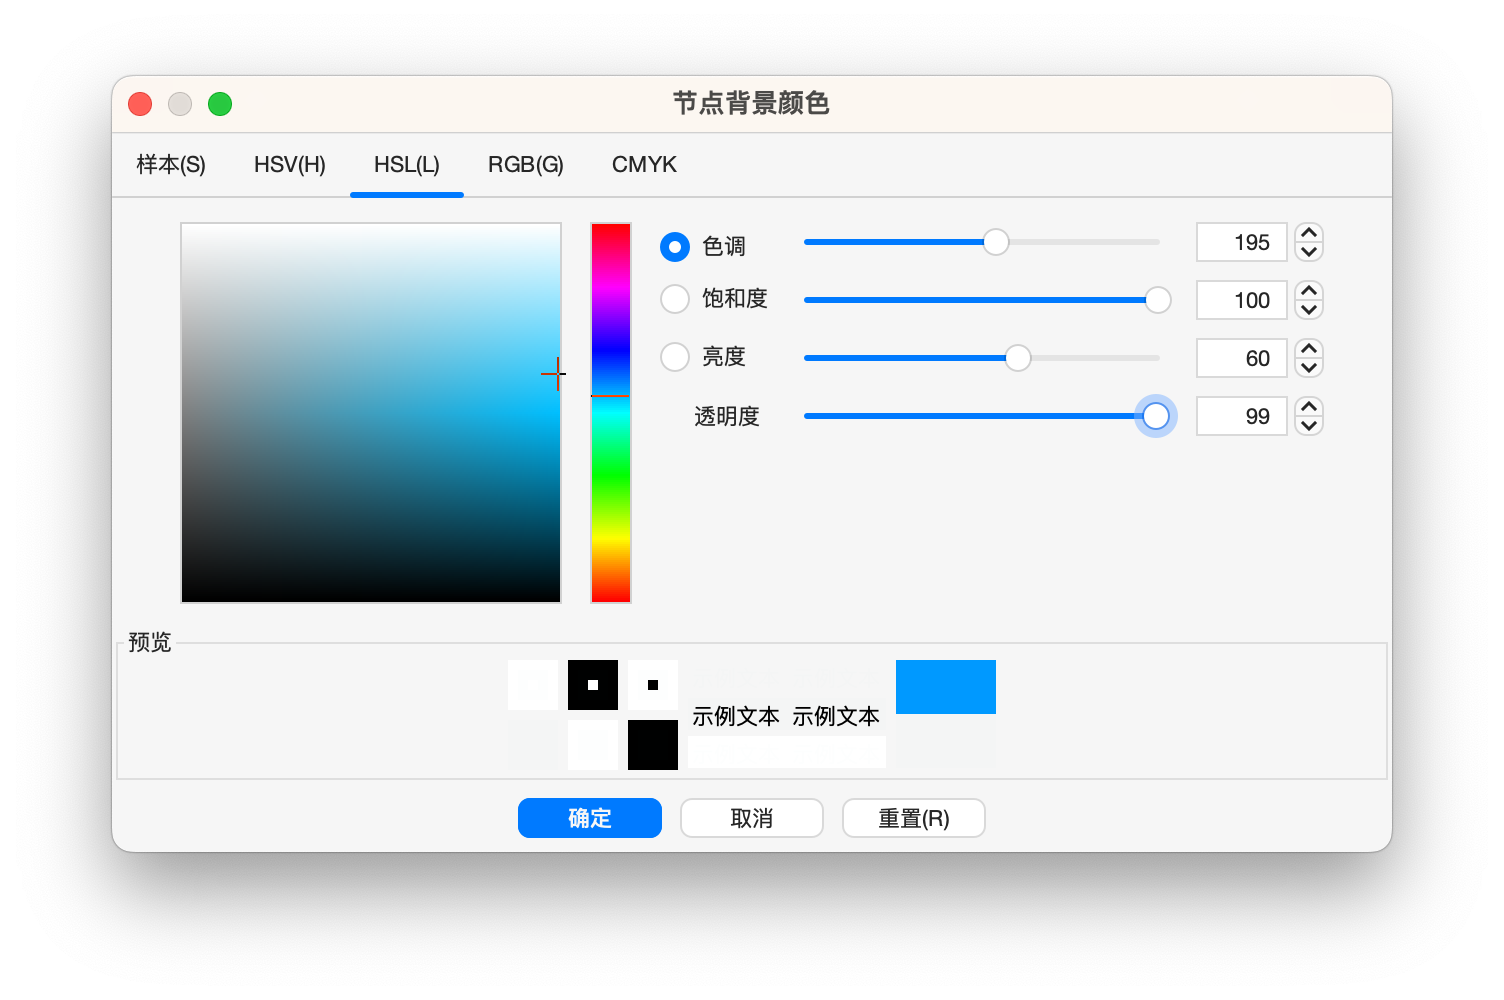 节点背景颜色
样本(S) HSV(H) HSL(L) RGB(G) CMYK
色调 195
饱和度 100
亮度 60
透明度 99
预览
示例文本 示例文本
确定 取消 重置(R)